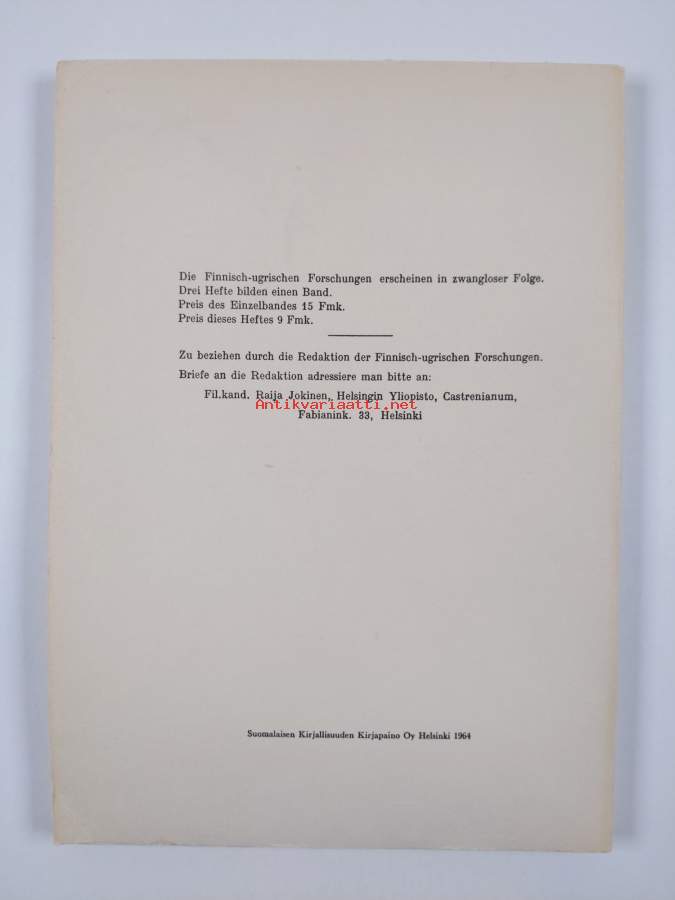 Die Finnisch-ugrischen Forschungen erscheinen in zwangloser Folge.
Drei Hefte bilden einen Band.
Preis des Einzelbandes 15 Fmk.
Preis dieses Heftes 9 Fmk.
Zu beziehen durch die Redaktion der Finnisch-ugrischen Forschungen.
Briefe an die Redaktion adressiere man bitte an:
Fil.kand. Raija Jokinen, Helsingin Yliopisto, Castrenianum,
Antikvariaatti.net
Fabianink. 33, Helsinki
Suomalaisen Kirjallisuuden Kirjapaino Oy Helsinki 1964